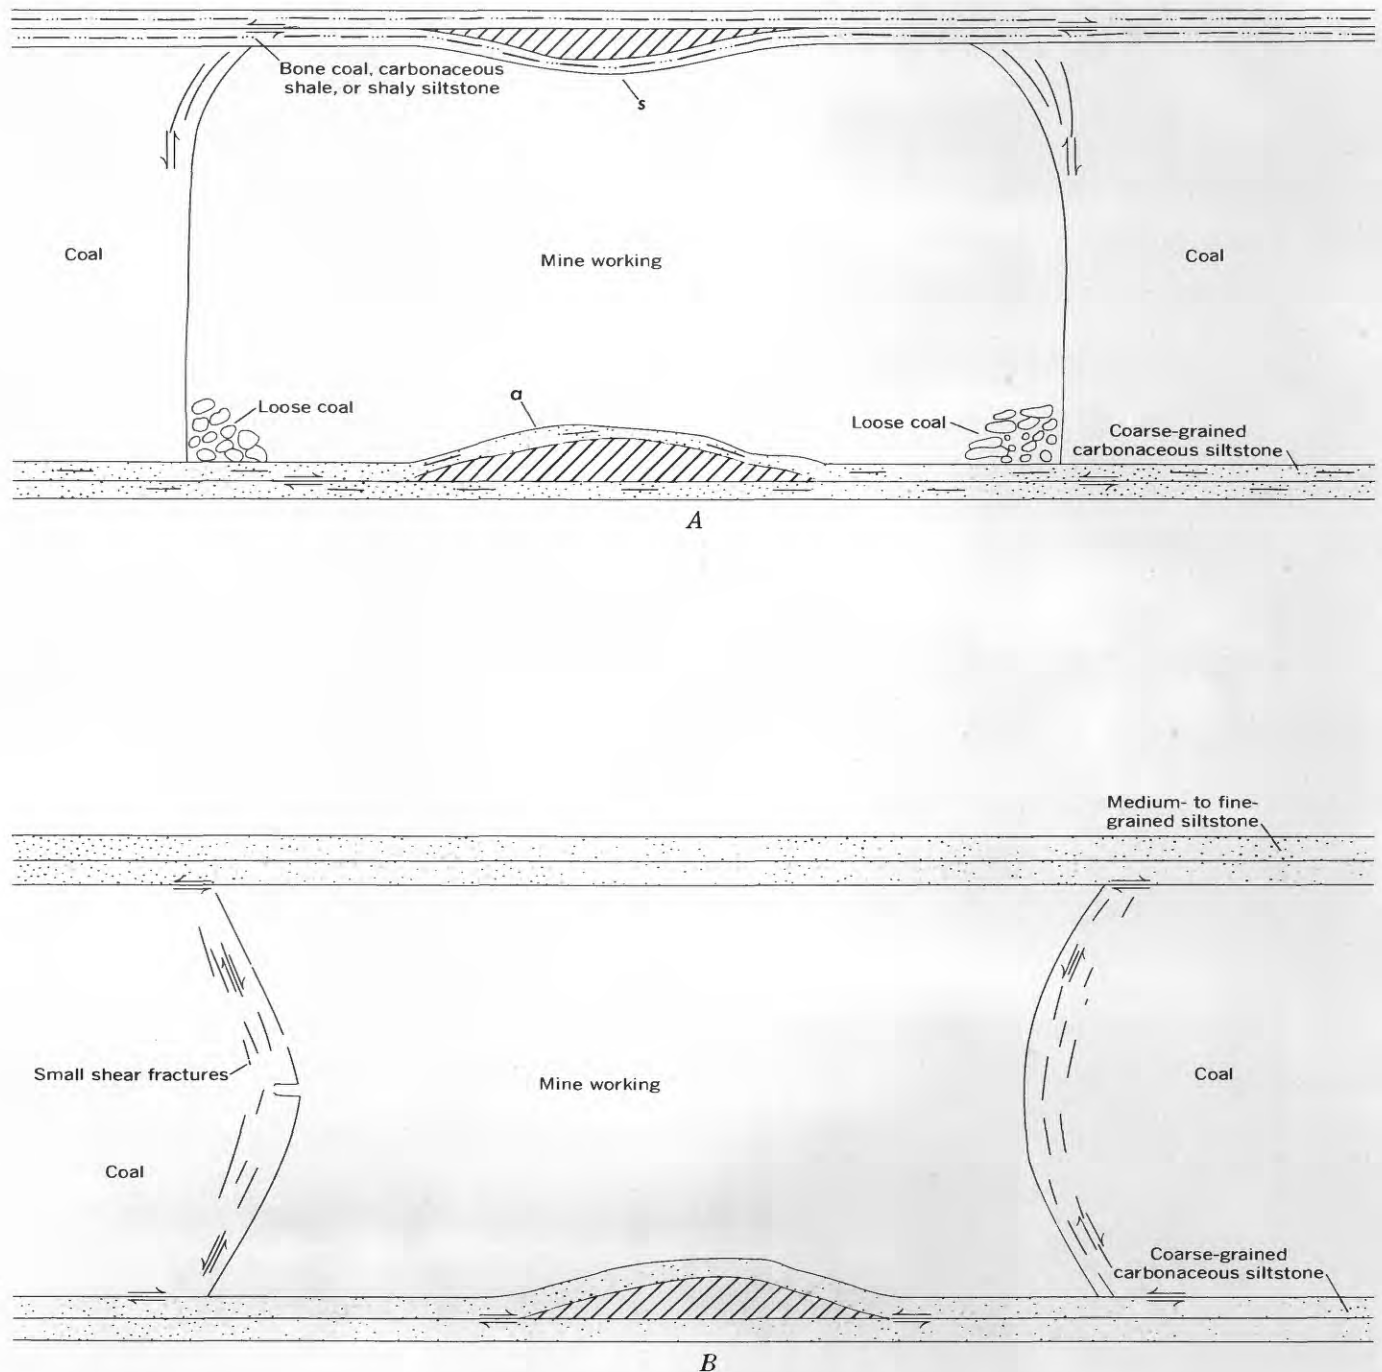 Bone coal, carbonaceous
shale, or shaly siltstone
s
Coal
Mine working
Coal
a
Loose coal
Loose coal
Coarse-grained
carbonaceous siltstone
A
Medium- to fine-
grained siltstone
Small shear fractures
Mine working
Coal
Coal
Coarse-grained
carbonaceous siltstone
B